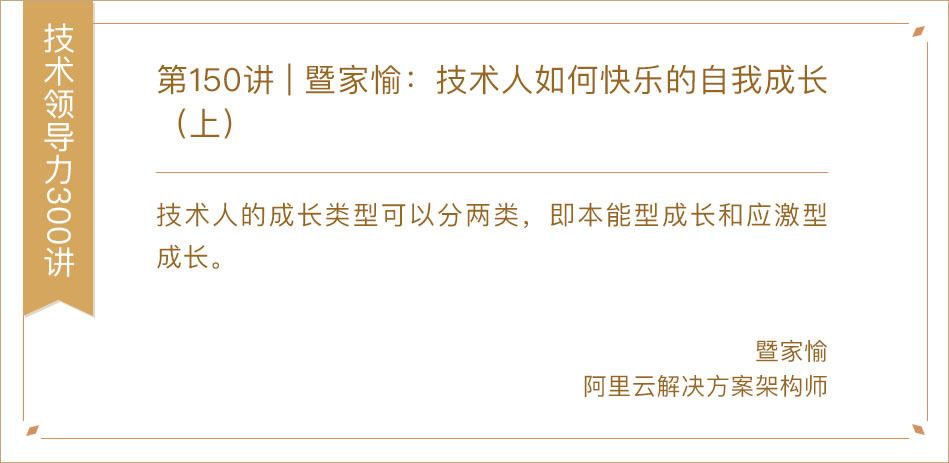 技术领导力300讲
第150讲 | 暨家愉：技术人如何快乐的自我成长
（上）
技术人的成长类型可以分两类，即本能型成长和应激型
成长。
暨家愉
阿里云解决方案架构师